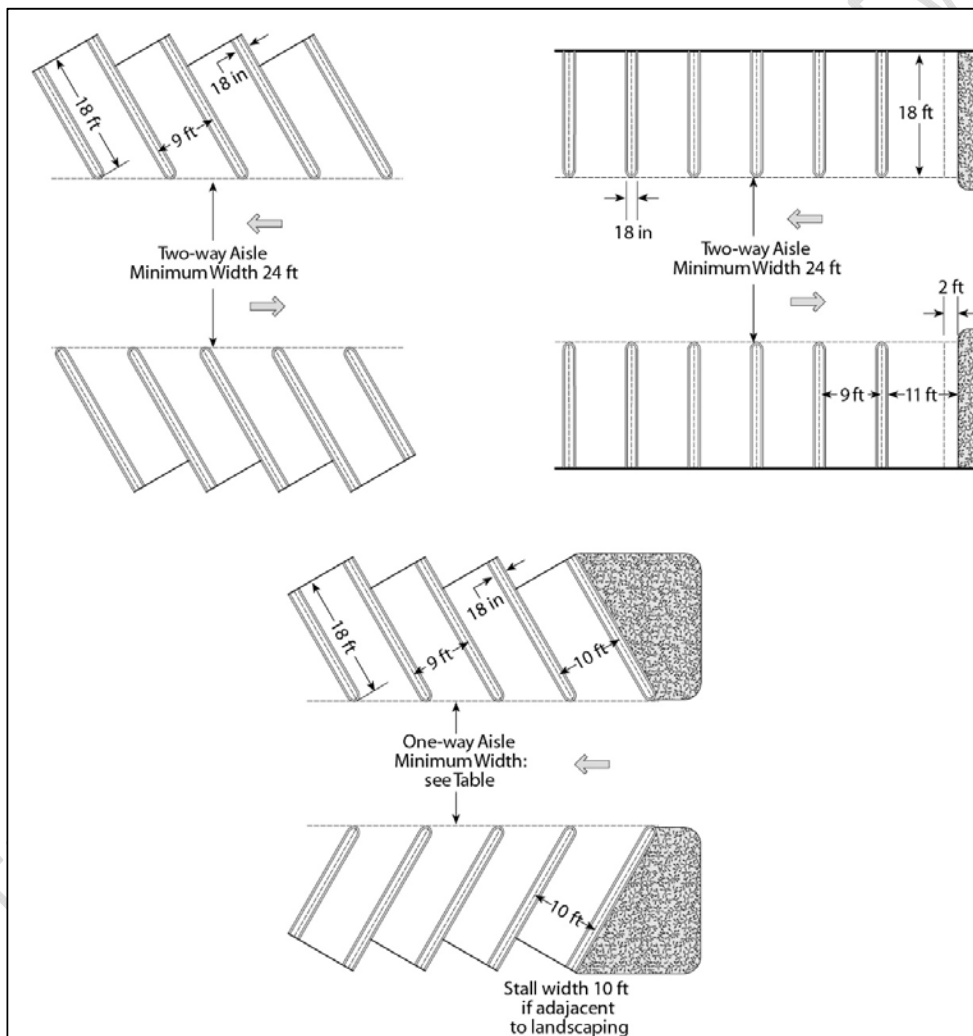 18 in
18 ft
9 ft
Two-way Aisle
Minimum Width 24 ft
18 ft
18 in
Two-way Aisle
Minimum Width 24 ft
2 ft
9 ft
11 ft
18 ft
18 in
9 ft
10 ft
One-way Aisle
Minimum Width:
see Table
10 ft
Stall width 10 ft
if adajacent
to landscaping